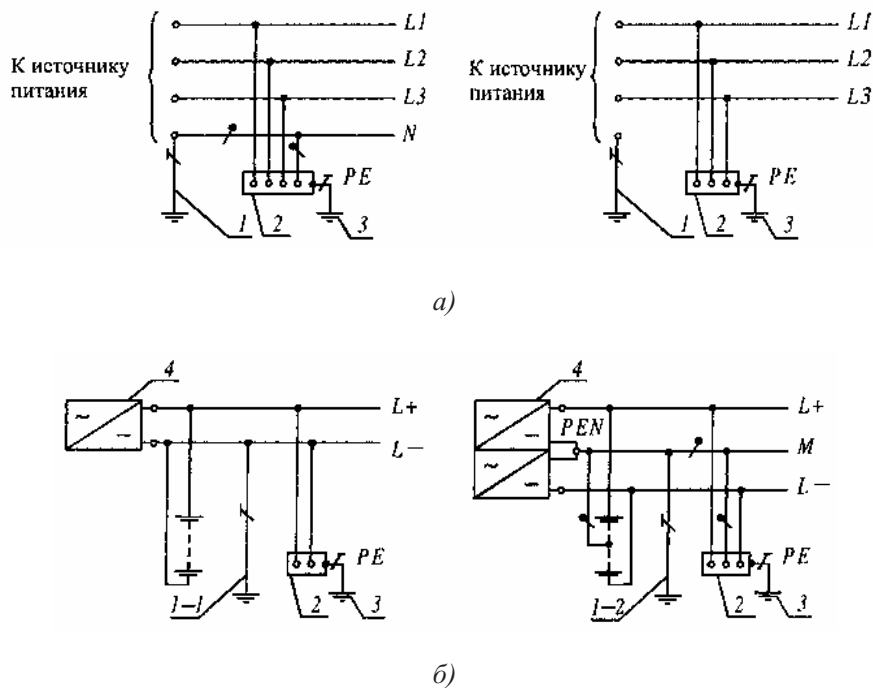 К источнику
питания
L1
L2
L3
N
PE
1
2
3
К источнику
питания
L1
L2
L3
PE
1
2
3
а)
4
~
–
L+
L–
PE
1–1
2
3
4
~
–
~
–
PEN
L+
M
L–
PE
1–2
2
3
б)